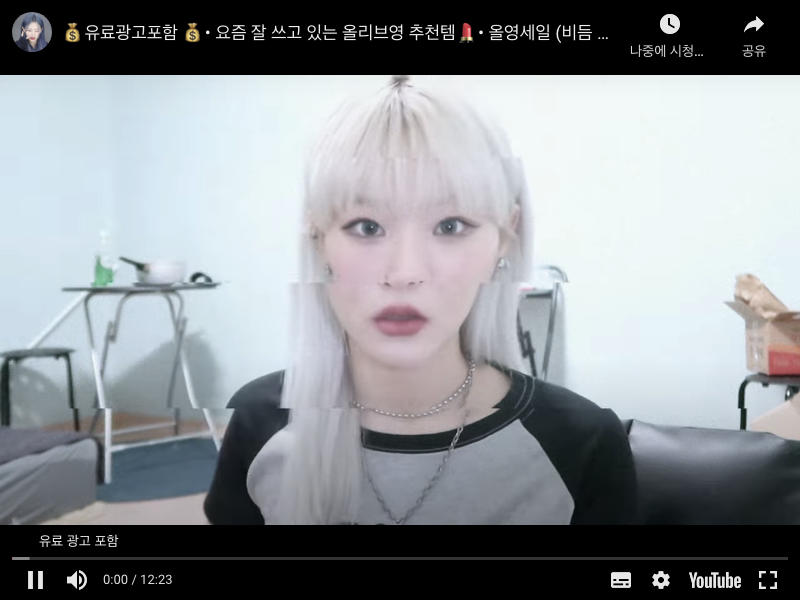 💰유료광고포함 💰• 요즘 잘 쓰고 있는 올리브영 추천템💄• 올영세일 (비듬 ...
나중에 시청...
공유
유료 광고 포함
0:00 / 12:23
YouTube